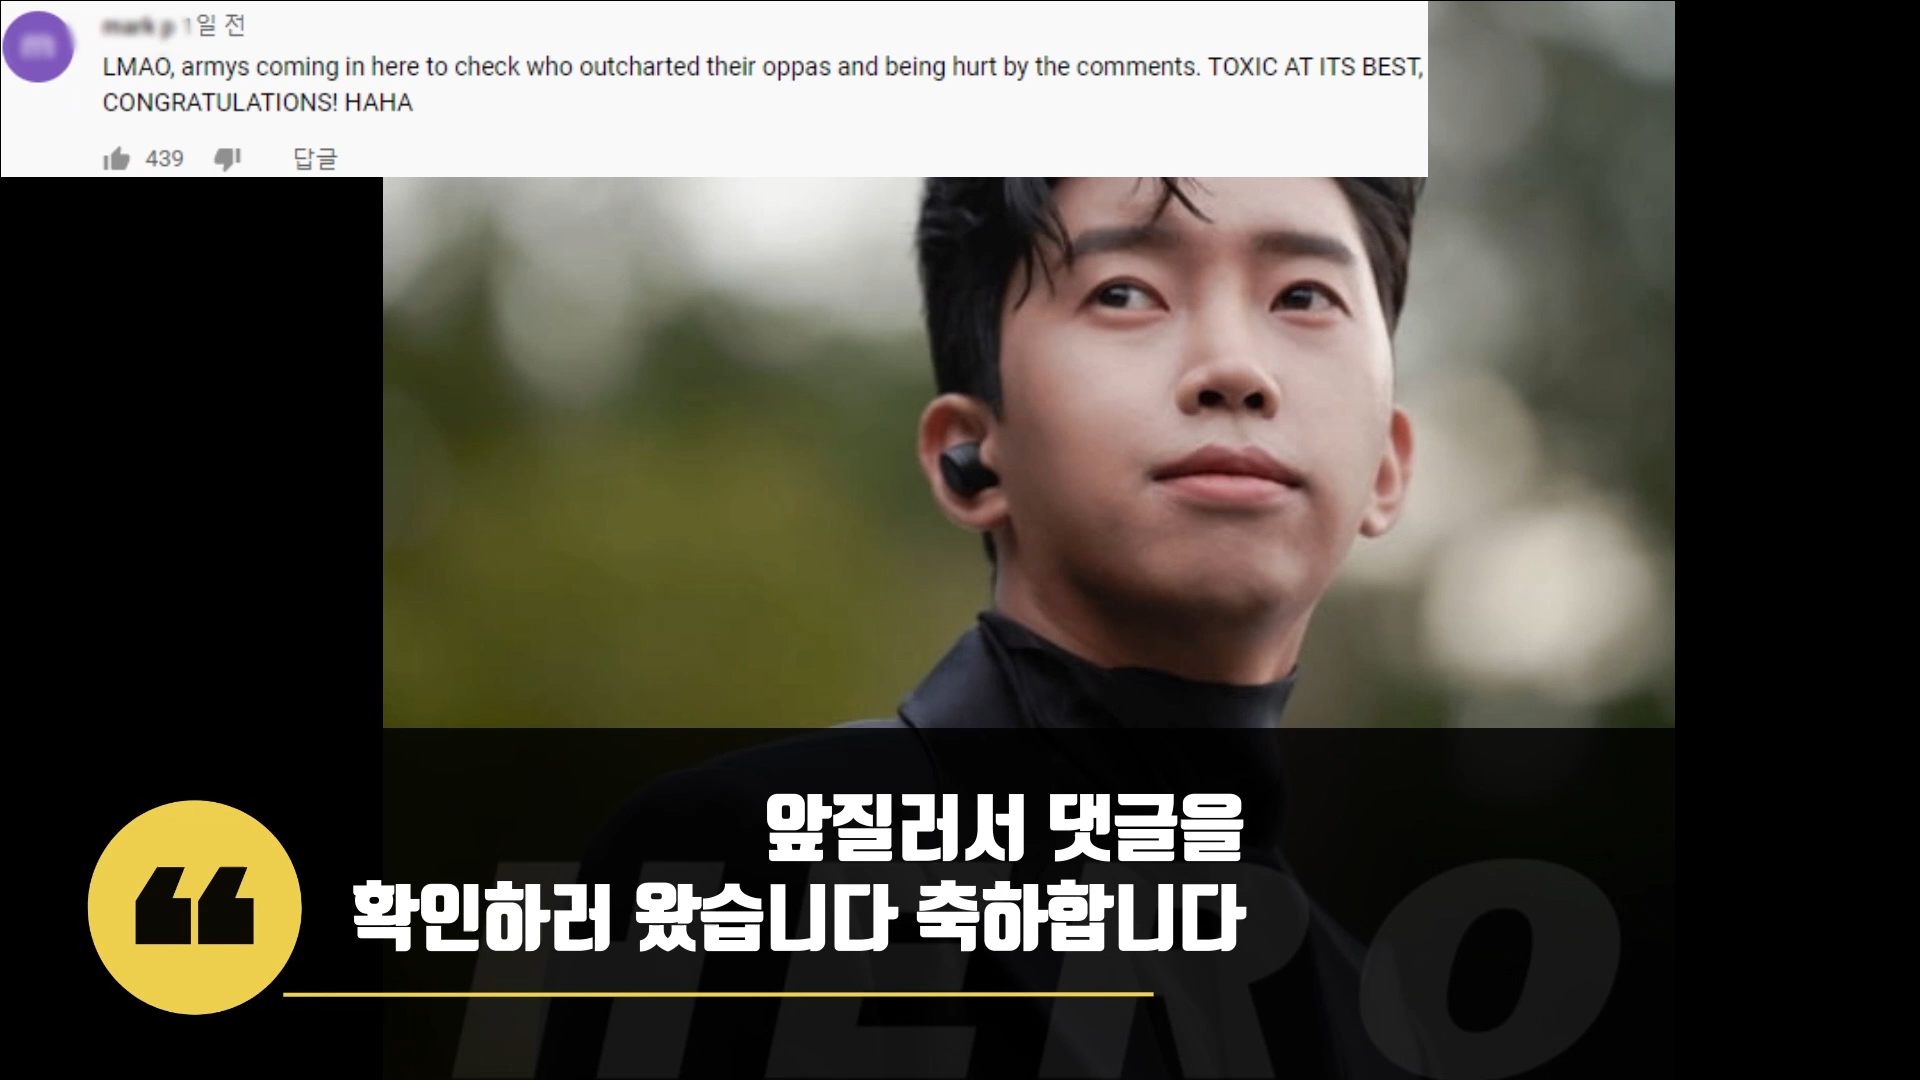 1일 전
LMAO, armys coming in here to check who outcharted their oppas and being hurt by the comments. TOXIC AT ITS BEST,
CONGRATULATIONS! HAHA
439
답글
앞질러서 댓글을
확인하러 왔습니다 축하합니다
HERO